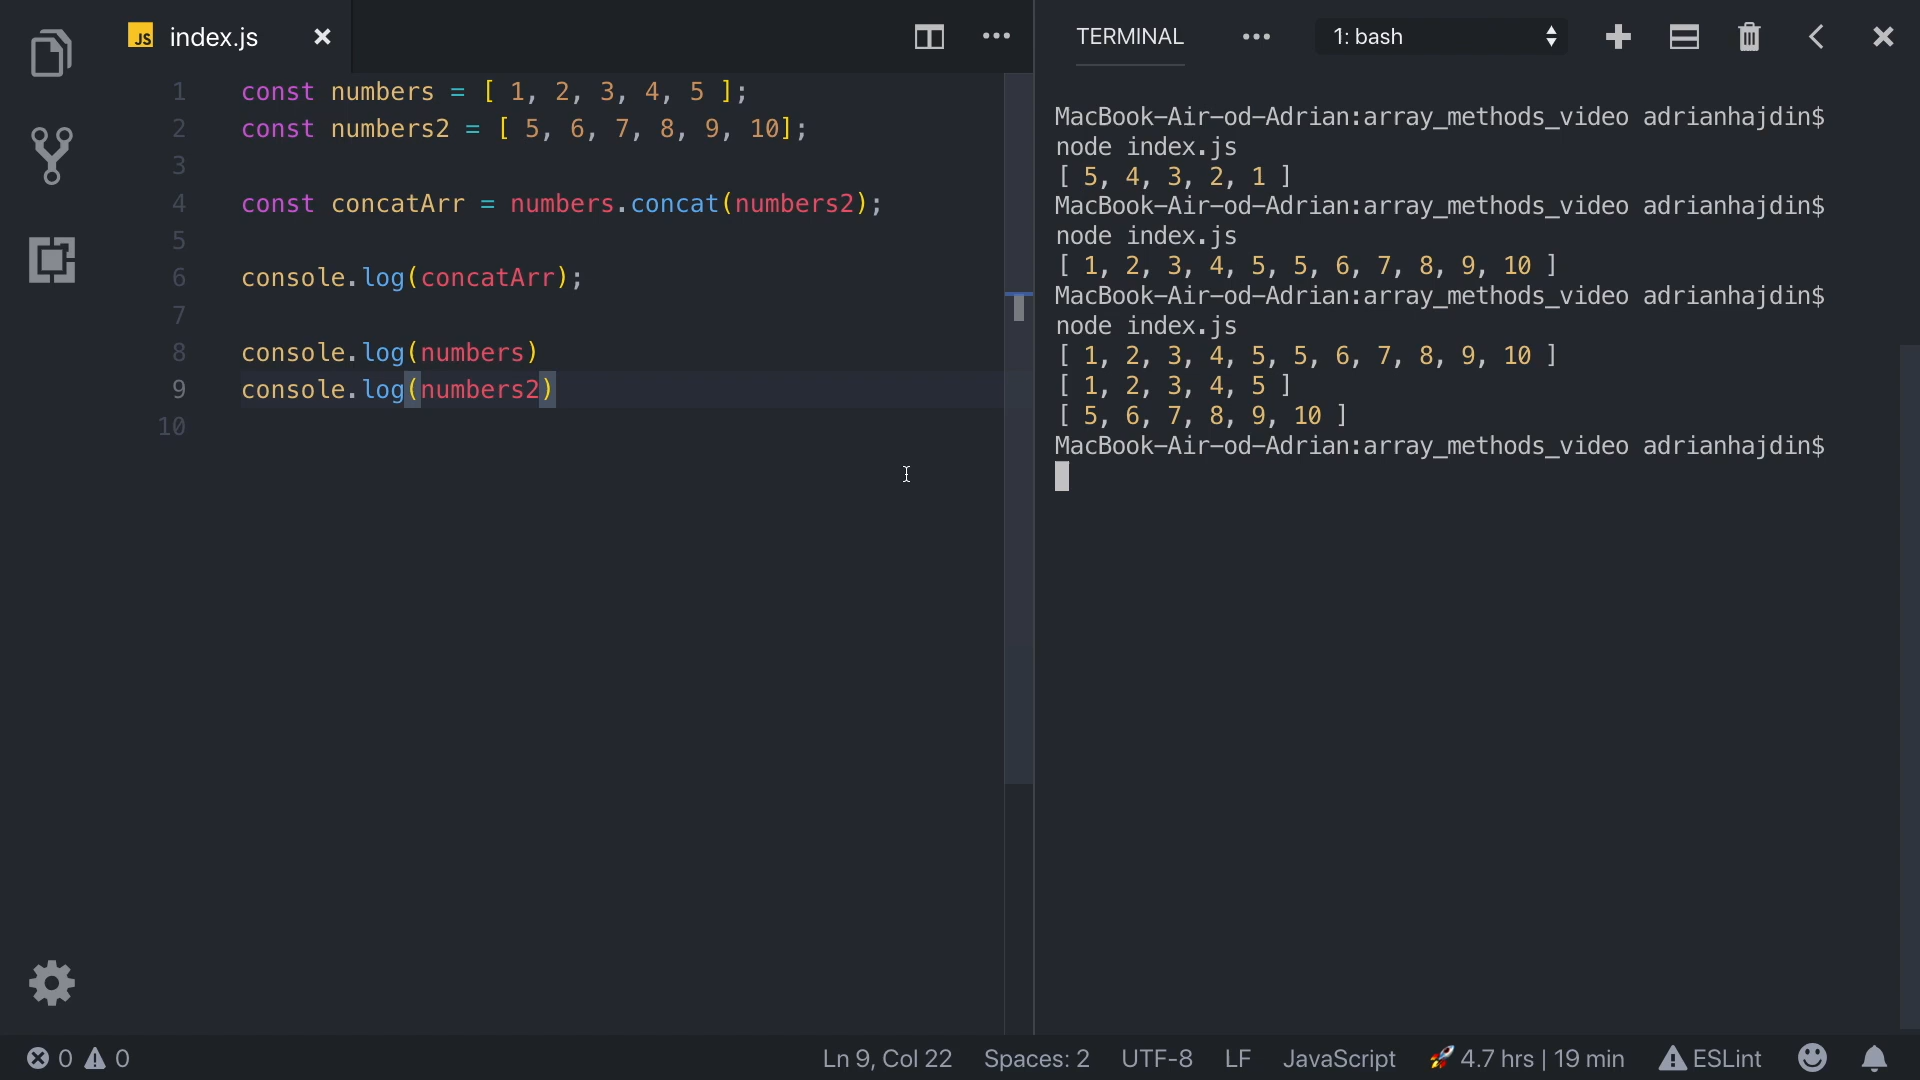 JS index.js
1 const numbers = [ 1, 2, 3, 4, 5 ];
2 const numbers2 = [ 5, 6, 7, 8, 9, 10];
3
4 const concatArr = numbers.concat(numbers2);
5
6 console.log(concatArr);
7
8 console.log(numbers)
9 console.log(numbers2)
10
TERMINAL 1: bash
MacBook-Air-od-Adrian:array_methods_video adrianhajdin$
node index.js
[ 5, 4, 3, 2, 1 ]
MacBook-Air-od-Adrian:array_methods_video adrianhajdin$
node index.js
[ 1, 2, 3, 4, 5, 5, 6, 7, 8, 9, 10 ]
MacBook-Air-od-Adrian:array_methods_video adrianhajdin$
node index.js
[ 1, 2, 3, 4, 5, 5, 6, 7, 8, 9, 10 ]
[ 1, 2, 3, 4, 5 ]
[ 5, 6, 7, 8, 9, 10 ]
MacBook-Air-od-Adrian:array_methods_video adrianhajdin$
0 0 Ln 9, Col 22 Spaces: 2 UTF-8 LF JavaScript 🚀 4.7 hrs | 19 min ESLint